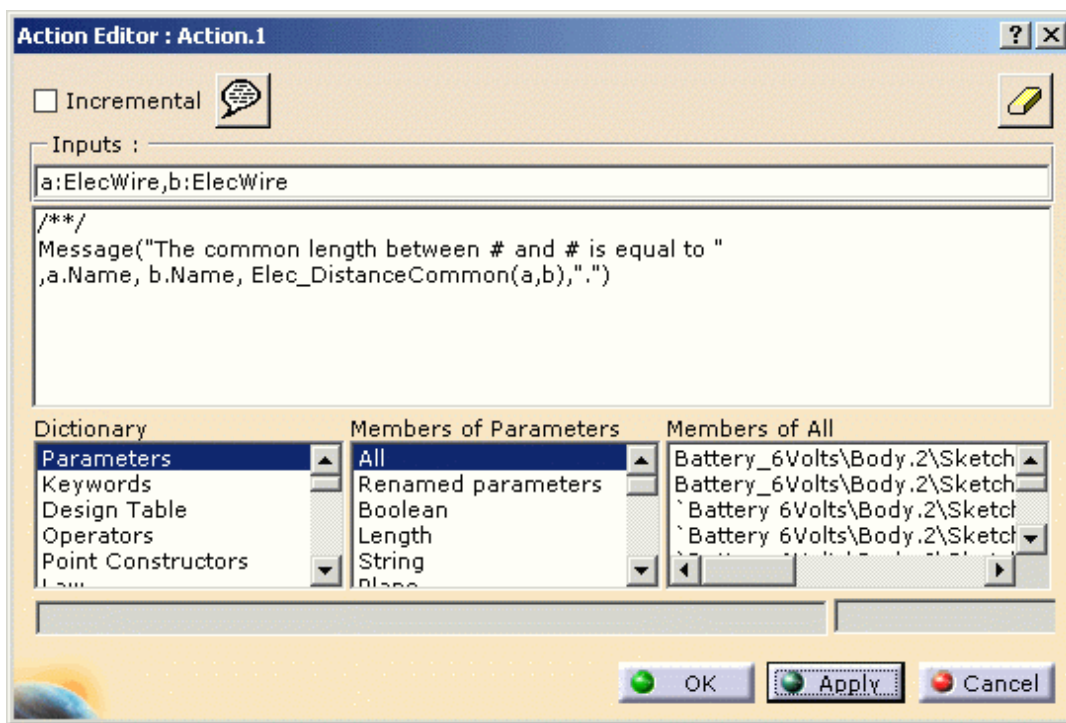 Action Editor : Action.1
Incremental
Inputs :
a:ElecWire,b:ElecWire
/**/
Message("The common length between # and # is equal to "
,a.Name, b.Name, Elec_DistanceCommon(a,b),".")
Dictionary
Members of Parameters
Members of All
Parameters
Keywords
Design Table
Operators
Point Constructors
All
Renamed parameters
Boolean
Length
String
Plane
Battery_6Volts\Body.2\Sketch
Battery_6Volts\Body.2\Sketch
`Battery 6Volts\Body.2\Sketch
`Battery 6Volts\Body.2\Sketch
OK
Apply
Cancel